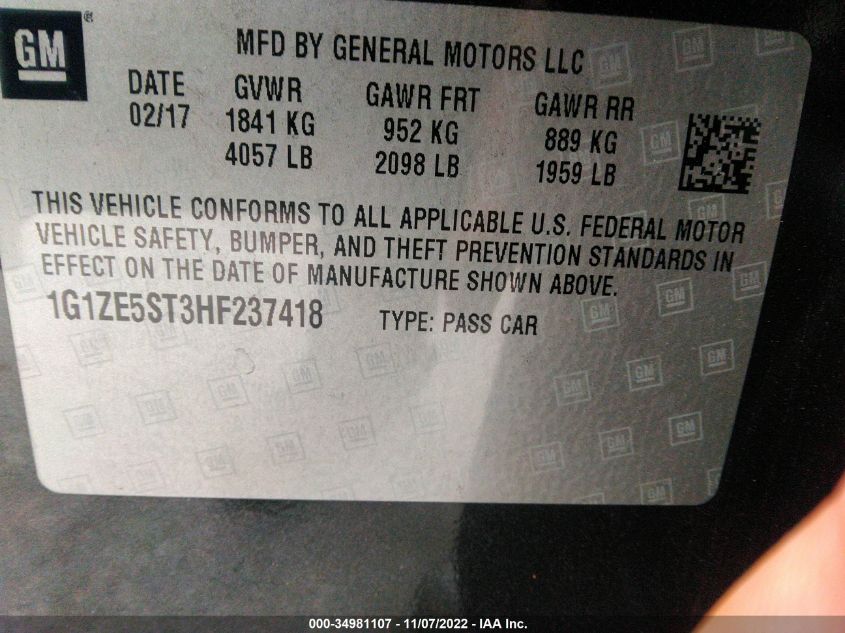 GM ®
MFD BY GENERAL MOTORS LLC
DATE GVWR GAWR FRT GAWR RR
02/17 1841 KG 952 KG 889 KG
4057 LB 2098 LB 1959 LB
THIS VEHICLE CONFORMS TO ALL APPLICABLE U.S. FEDERAL MOTOR
VEHICLE SAFETY, BUMPER, AND THEFT PREVENTION STANDARDS IN
EFFECT ON THE DATE OF MANUFACTURE SHOWN ABOVE.
1G1ZE5ST3HF237418 TYPE: PASS CAR
000-34981107 - 11/07/2022 - IAA Inc.